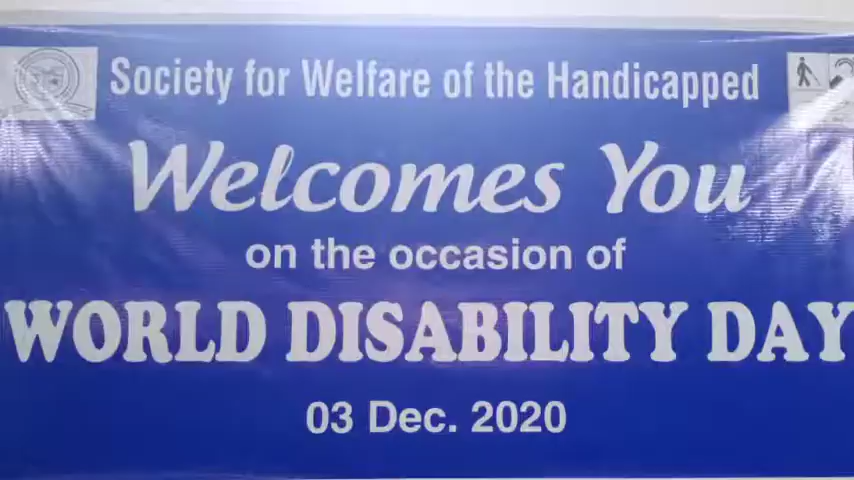 Society for Welfare of the Handicapped
Welcomes You
on the occasion of
WORLD DISABILITY DAY
03 Dec. 2020